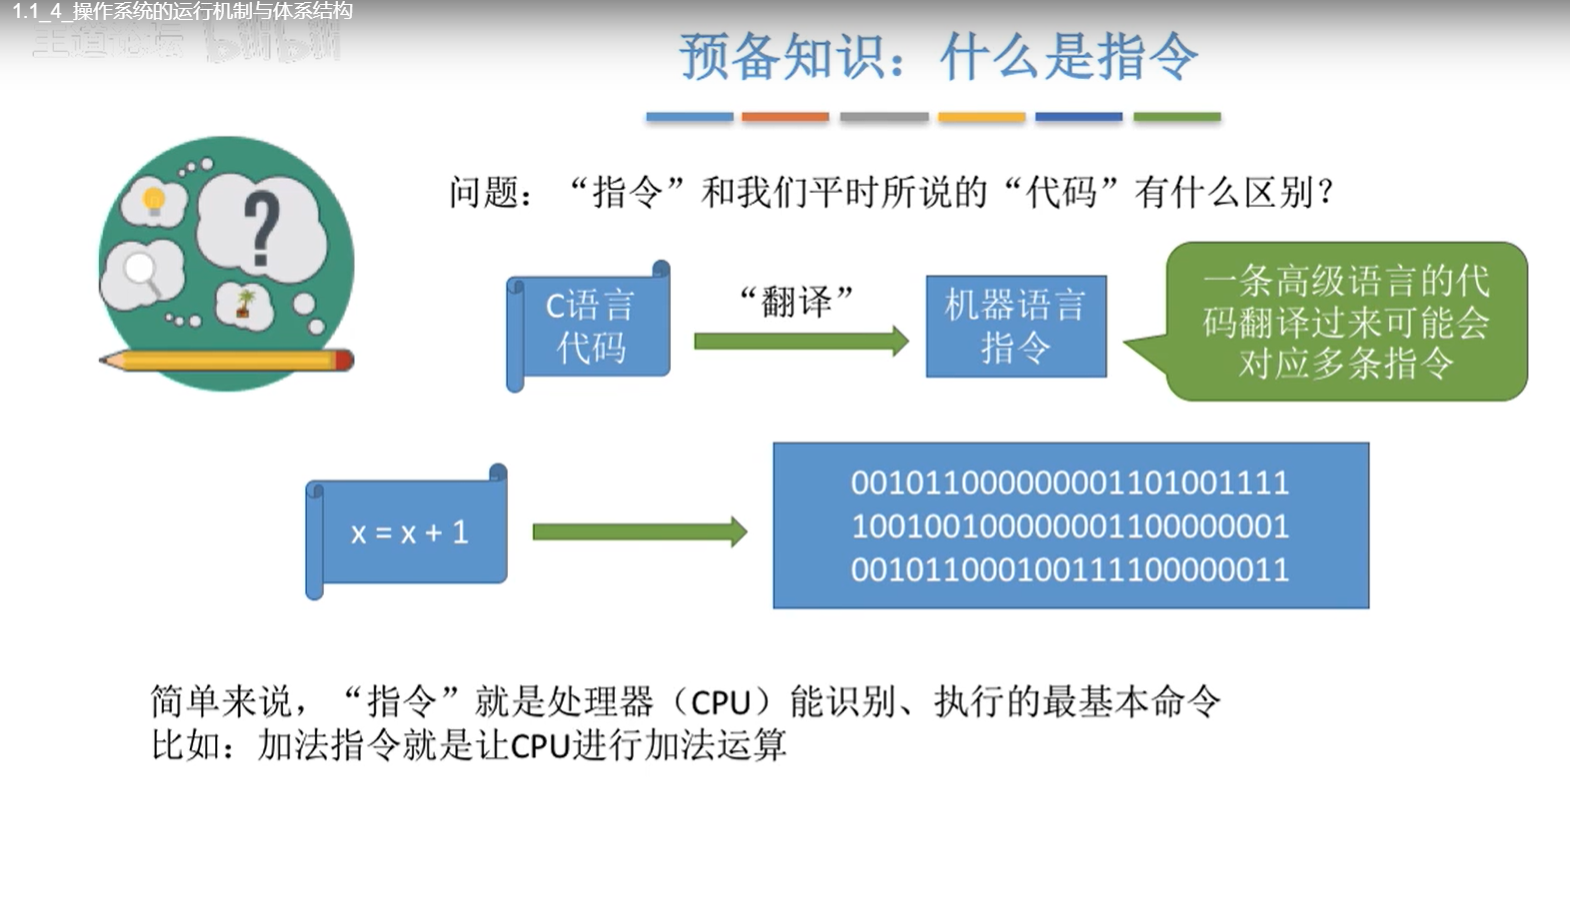 1.1_4_操作系统的运行机制与体系结构
王道论坛 bilibili
预备知识：什么是指令
问题：“指令”和我们平时所说的“代码”有什么区别？
C语言
代码
“翻译”
机器语言
指令
一条高级语言的代
码翻译过来可能会
对应多条指令
x = x + 1
001011000000001101001111
100100100000001100000001
001011000100111100000011
简单来说，“指令”就是处理器（CPU）能识别、执行的最基本命令
比如：加法指令就是让CPU进行加法运算